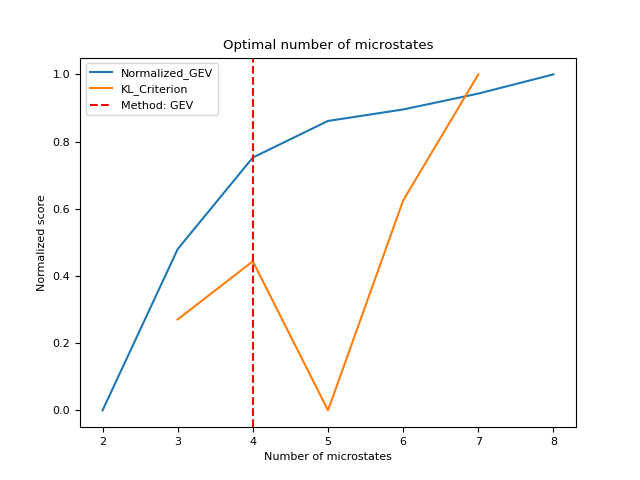 Optimal number of microstates
Normalized_GEV
KL_Criterion
Method: GEV
Normalized score
1.0
0.8
0.6
0.4
0.2
0.0
2 3 4 5 6 7 8
Number of microstates